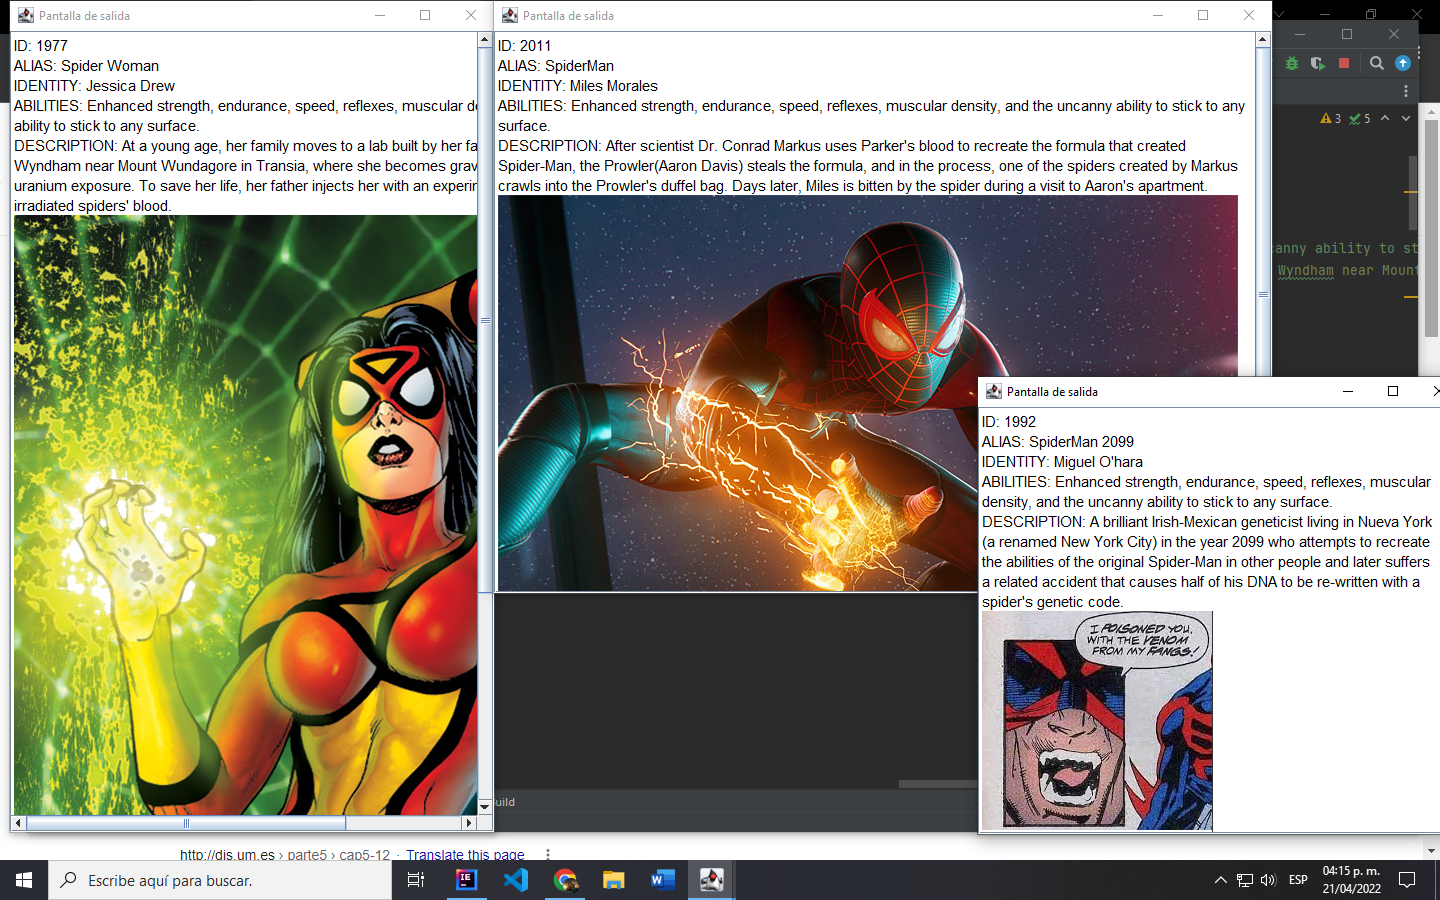 Pantalla de salida
ID: 1977
ALIAS: Spider Woman
IDENTITY: Jessica Drew
ABILITIES: Enhanced strength, endurance, speed, reflexes, muscular de
ability to stick to any surface.
DESCRIPTION: At a young age, her family moves to a lab built by her fa
Wyndham near Mount Wundagore in Transia, where she becomes grav
uranium exposure. To save her life, her father injects her with an experin
irradiated spiders' blood.
Pantalla de salida
ID: 2011
ALIAS: SpiderMan
IDENTITY: Miles Morales
ABILITIES: Enhanced strength, endurance, speed, reflexes, muscular density, and the uncanny ability to stick to any
surface.
DESCRIPTION: After scientist Dr. Conrad Markus uses Parker's blood to recreate the formula that created
Spider-Man, the Prowler(Aaron Davis) steals the formula, and in the process, one of the spiders created by Markus
crawls into the Prowler's duffel bag. Days later, Miles is bitten by the spider during a visit to Aaron's apartment.
3 5
canny ability to st
Wyndham near Mount
Pantalla de salida
ID: 1992
ALIAS: SpiderMan 2099
IDENTITY: Miguel O'hara
ABILITIES: Enhanced strength, endurance, speed, reflexes, muscular
density, and the uncanny ability to stick to any surface.
DESCRIPTION: A brilliant Irish-Mexican geneticist living in Nueva York
(a renamed New York City) in the year 2099 who attempts to recreate
the abilities of the original Spider-Man in other people and later suffers
a related accident that causes half of his DNA to be re-written with a
spider's genetic code.
I POISONED YOU,
WITH THE VENOM
FROM MY FANGS!
uild
http://dis.um.es › parte5 › cap5-12 · Translate this page
Escribe aquí para buscar.
ESP
04:15 p. m.
21/04/2022